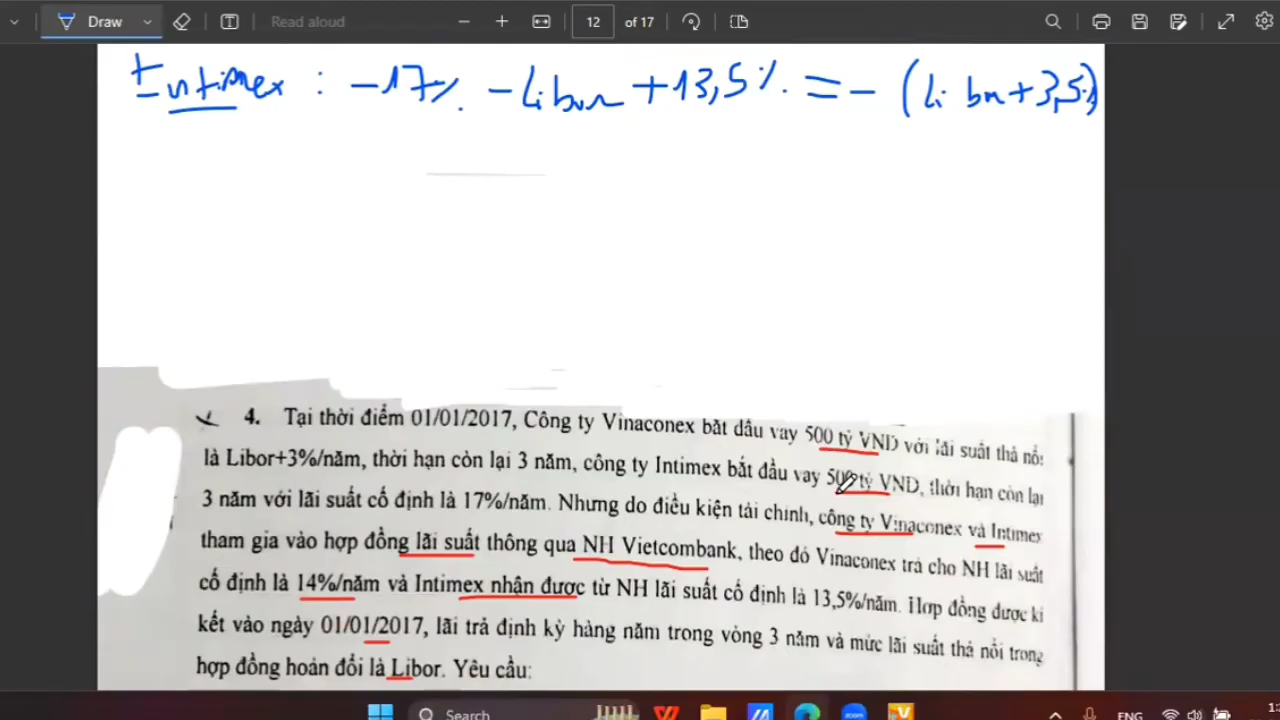 Draw
Read aloud
12 of 17
Intimex : -17% - Libor + 13,5% = - (Libor + 3,5%)
4. Tại thời điểm 01/01/2017, Công ty Vinaconex bắt đầu vay 500 tỷ VND với lãi suất thả nổi
là Libor+3%/năm, thời hạn còn lại 3 năm, công ty Intimex bắt đầu vay 500 tỷ VND, thời hạn còn lại
3 năm với lãi suất cố định là 17%/năm. Nhưng do điều kiện tài chính, công ty Vinaconex và Intimex
tham gia vào hợp đồng lãi suất thông qua NH Vietcombank, theo đó Vinaconex trả cho NH lãi suất
cố định là 14%/năm và Intimex nhận được từ NH lãi suất cố định là 13,5%/năm. Hợp đồng được kí
kết vào ngày 01/01/2017, lãi trả định kỳ hàng năm trong vòng 3 năm và mức lãi suất thả nổi trong
hợp đồng hoán đổi là Libor. Yêu cầu:
Search
ENG